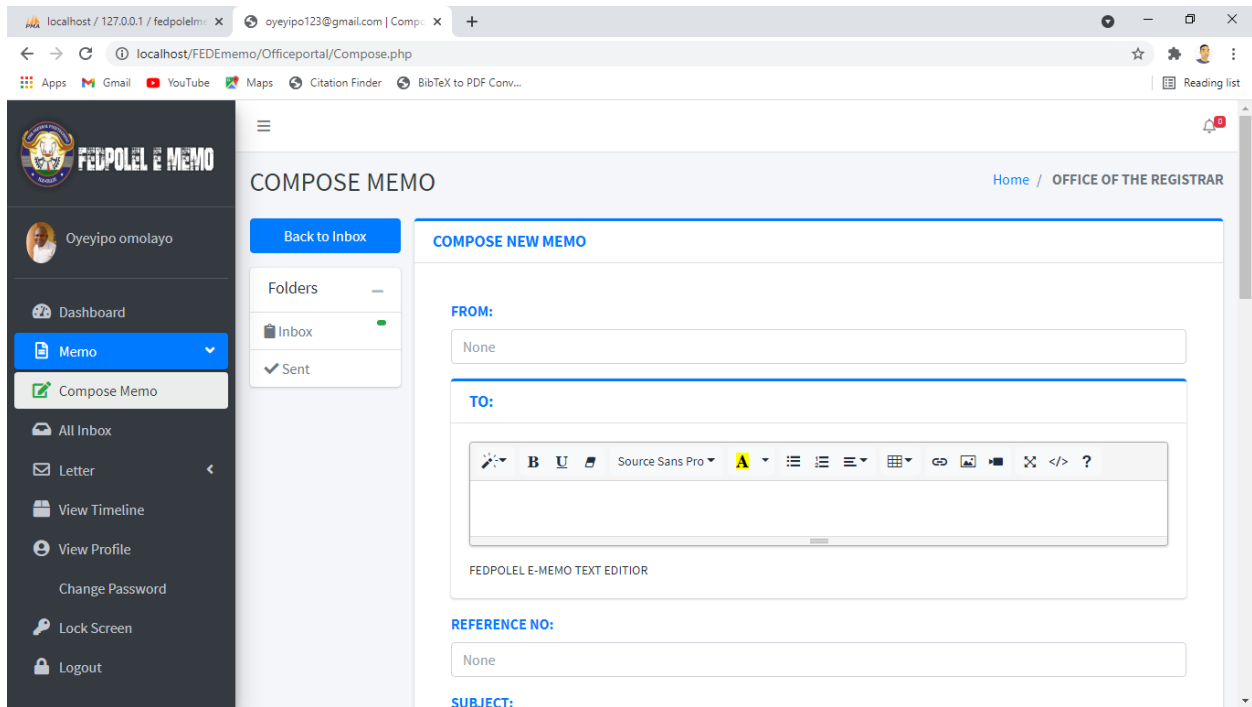 localhost / 127.0.0.1 / fedpolelme
oyeyipo123@gmail.com | Compo
localhost/FEDEmemo/Officeportal/Compose.php
Apps
Gmail
YouTube
Maps
Citation Finder
BibTeX to PDF Conv...
Reading list
FEDPOLEL E MEMO
0
COMPOSE MEMO
Home / OFFICE OF THE REGISTRAR
Oyeyipo omolayo
Dashboard
Memo
Compose Memo
All Inbox
Letter
View Timeline
View Profile
Change Password
Lock Screen
Logout
Back to Inbox
Folders
Inbox
Sent
COMPOSE NEW MEMO
FROM:
None
TO:
B U Source Sans Pro A </> ?
FEDPOLEL E-MEMO TEXT EDITIOR
REFERENCE NO:
None
SUBJECT: